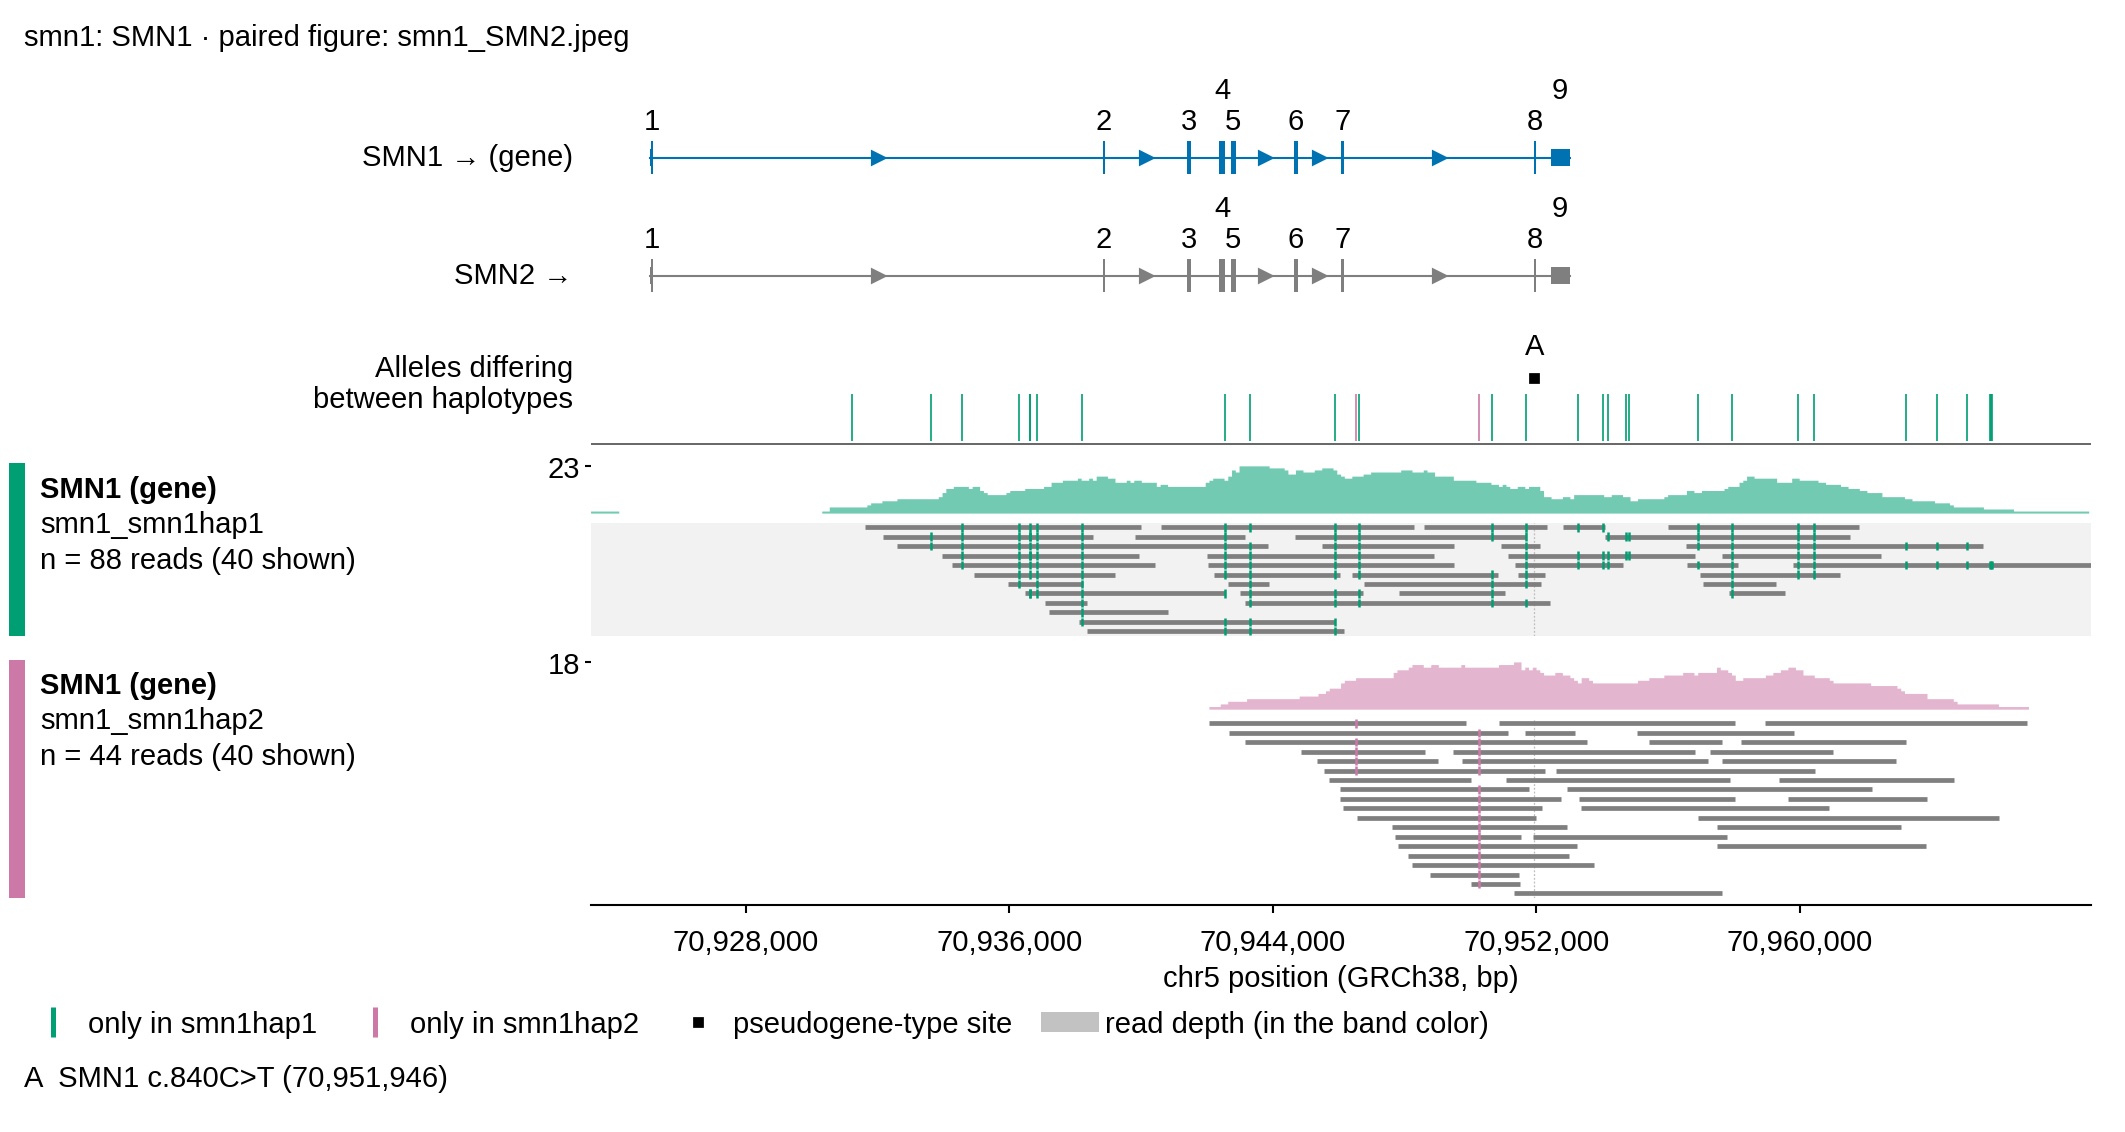 smn1: SMN1 · paired figure: smn1_SMN2.jpeg
4 9
1 2 3 5 6 7 8
SMN1 → (gene)
4 9
1 2 3 5 6 7 8
SMN2 →
A
Alleles differing
between haplotypes
23
SMN1 (gene)
smn1_smn1hap1
n = 88 reads (40 shown)
18
SMN1 (gene)
smn1_smn1hap2
n = 44 reads (40 shown)
70,928,000 70,936,000 70,944,000 70,952,000 70,960,000
chr5 position (GRCh38, bp)
only in smn1hap1 only in smn1hap2 pseudogene-type site read depth (in the band color)
A SMN1 c.840C>T (70,951,946)